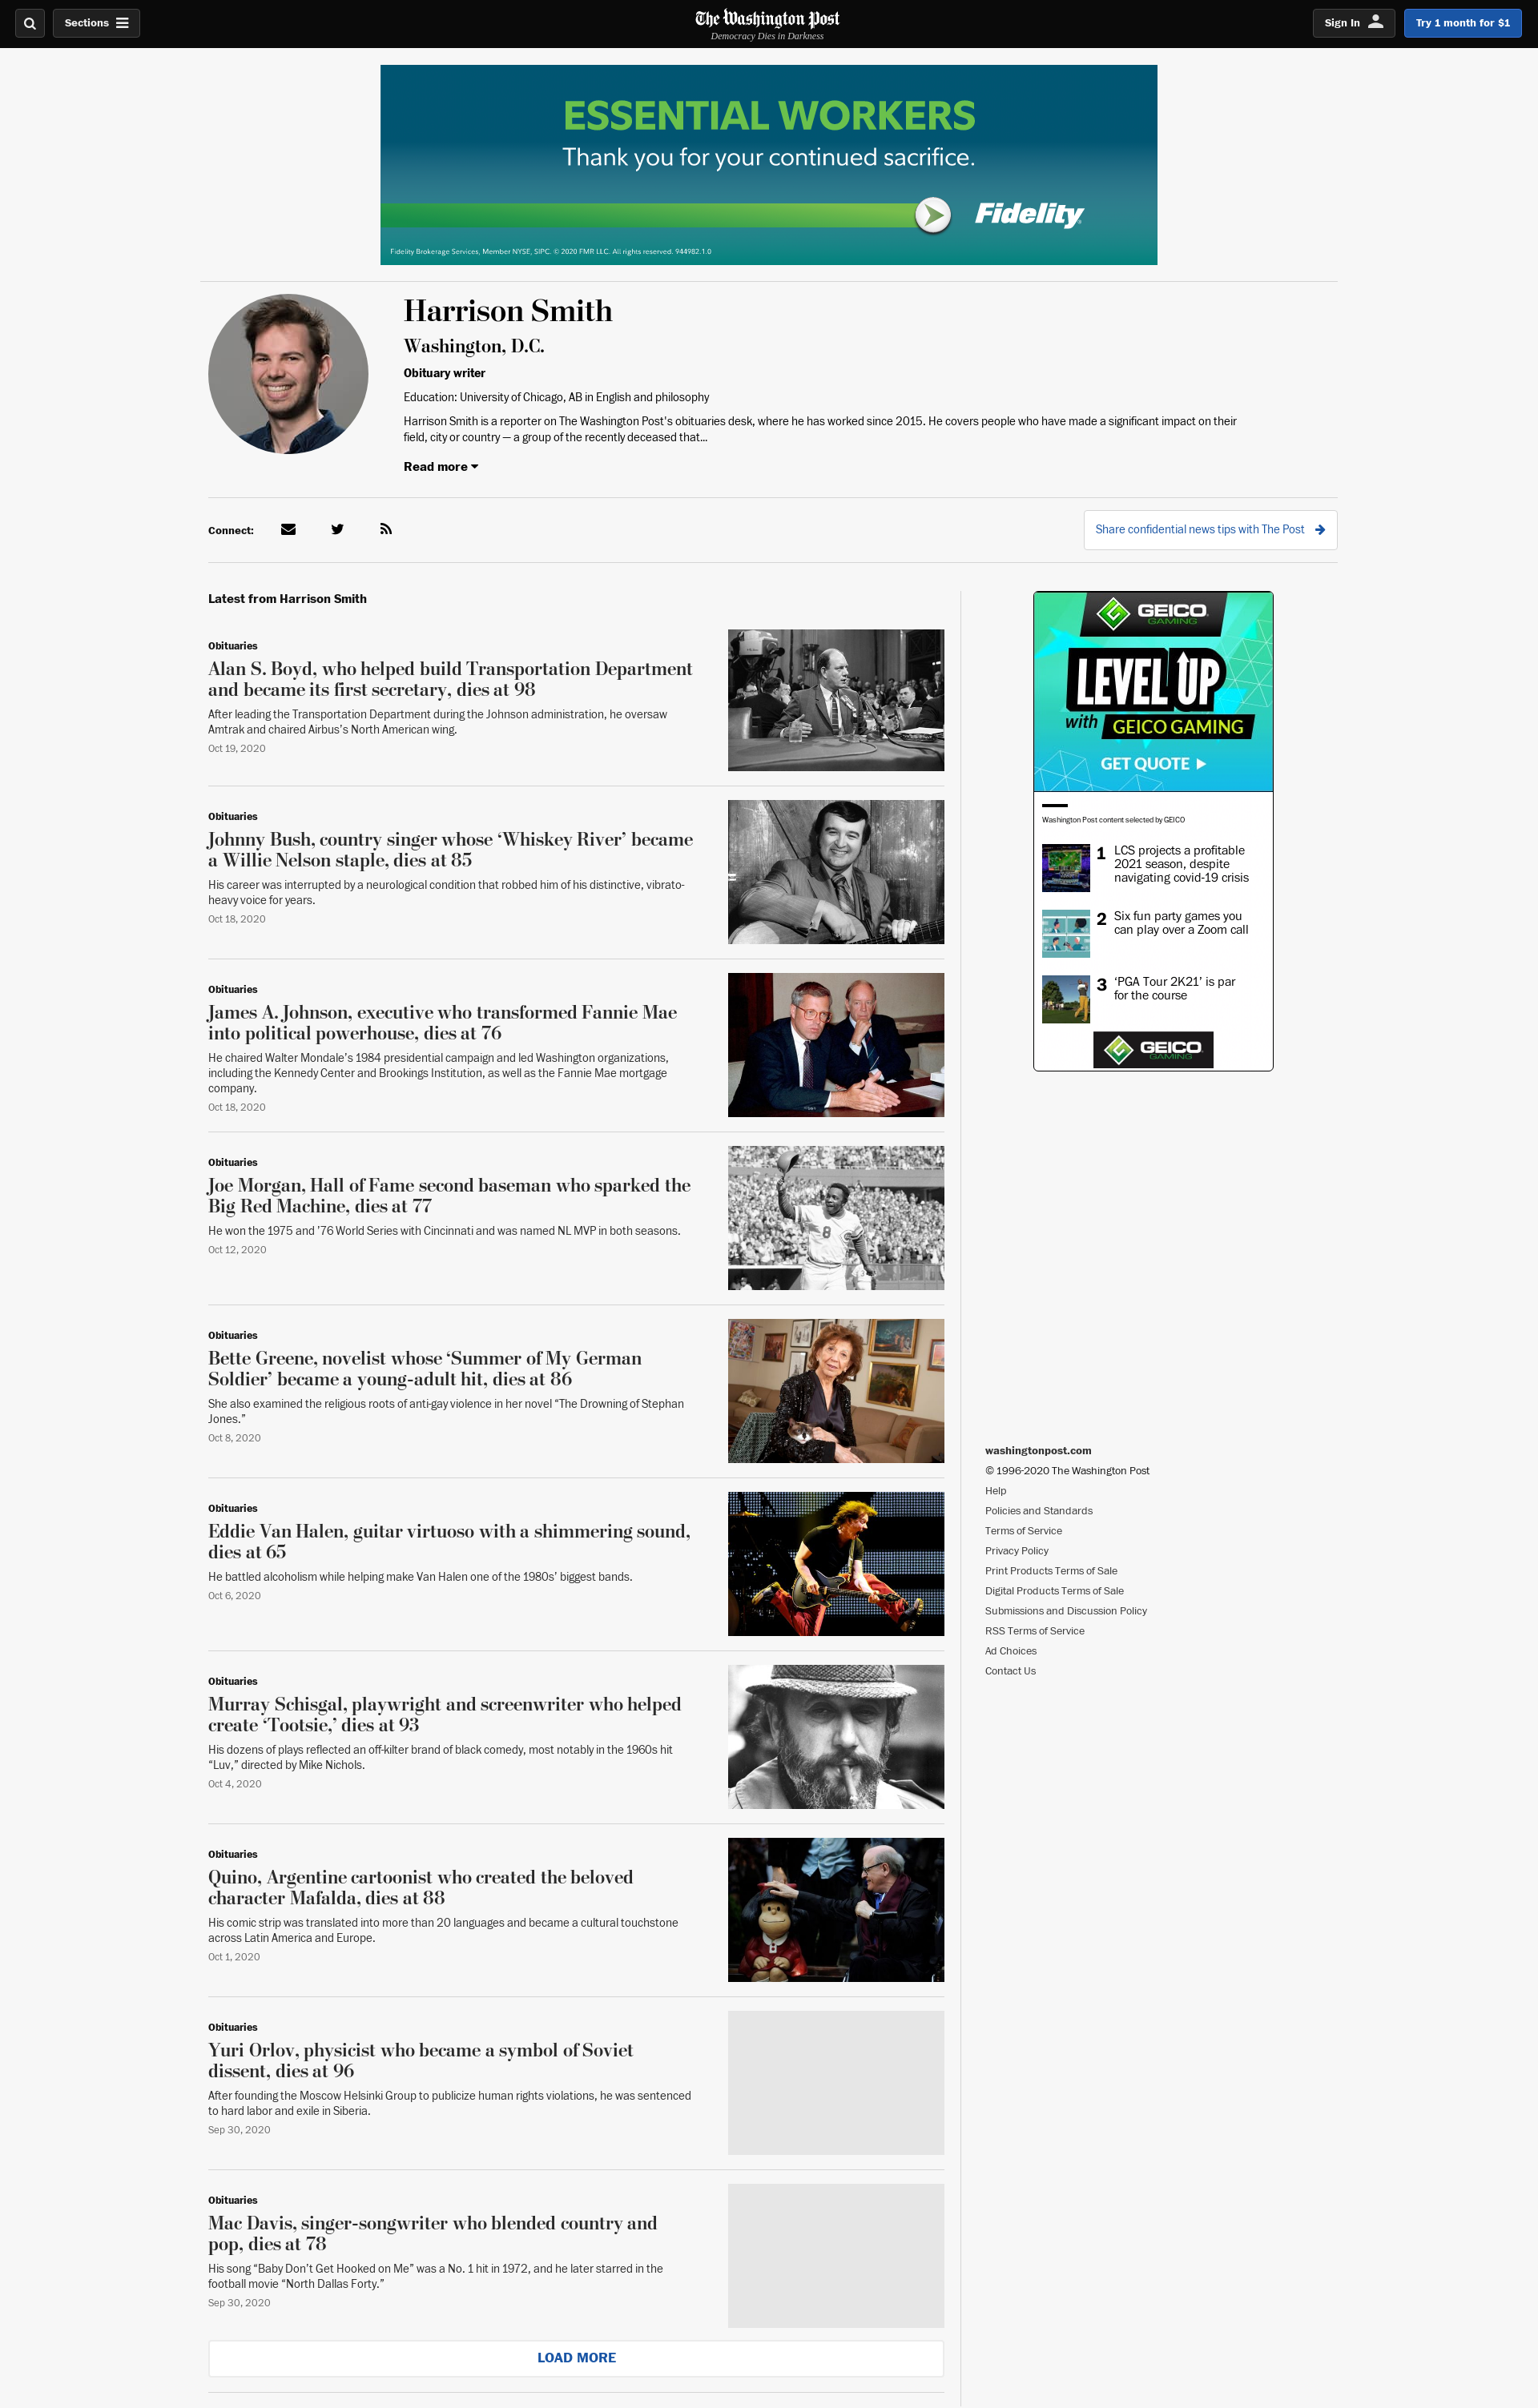 Sections
The Washington Post
Democracy Dies in Darkness
Sign In
Try 1 month for $1
ESSENTIAL WORKERS
Thank you for your continued sacrifice.
Fidelity
Fidelity Brokerage Services, Member NYSE, SIPC. © 2020 FMR LLC. All rights reserved. 944982.1.0
Harrison Smith
Washington, D.C.
Obituary writer
Education: University of Chicago, AB in English and philosophy
Harrison Smith is a reporter on The Washington Post's obituaries desk, where he has worked since 2015. He covers people who have made a significant impact on their
field, city or country — a group of the recently deceased that...
Read more
Connect:
Share confidential news tips with The Post
Latest from Harrison Smith
Obituaries
Alan S. Boyd, who helped build Transportation Department
and became its first secretary, dies at 98
After leading the Transportation Department during the Johnson administration, he oversaw
Amtrak and chaired Airbus's North American wing.
Oct 19, 2020
Obituaries
Johnny Bush, country singer whose ‘Whiskey River’ became
a Willie Nelson staple, dies at 85
His career was interrupted by a neurological condition that robbed him of his distinctive, vibrato-
heavy voice for years.
Oct 18, 2020
Obituaries
James A. Johnson, executive who transformed Fannie Mae
into political powerhouse, dies at 76
He chaired Walter Mondale’s 1984 presidential campaign and led Washington organizations,
including the Kennedy Center and Brookings Institution, as well as the Fannie Mae mortgage
company.
Oct 18, 2020
Obituaries
Joe Morgan, Hall of Fame second baseman who sparked the
Big Red Machine, dies at 77
He won the 1975 and ’76 World Series with Cincinnati and was named NL MVP in both seasons.
Oct 12, 2020
8
Obituaries
Bette Greene, novelist whose ‘Summer of My German
Soldier’ became a young-adult hit, dies at 86
She also examined the religious roots of anti-gay violence in her novel “The Drowning of Stephan
Jones.”
Oct 8, 2020
Obituaries
Eddie Van Halen, guitar virtuoso with a shimmering sound,
dies at 65
He battled alcoholism while helping make Van Halen one of the 1980s’ biggest bands.
Oct 6, 2020
Obituaries
Murray Schisgal, playwright and screenwriter who helped
create ‘Tootsie,’ dies at 93
His dozens of plays reflected an off-kilter brand of black comedy, most notably in the 1960s hit
“Luv,” directed by Mike Nichols.
Oct 4, 2020
Obituaries
Quino, Argentine cartoonist who created the beloved
character Mafalda, dies at 88
His comic strip was translated into more than 20 languages and became a cultural touchstone
across Latin America and Europe.
Oct 1, 2020
Obituaries
Yuri Orlov, physicist who became a symbol of Soviet
dissent, dies at 96
After founding the Moscow Helsinki Group to publicize human rights violations, he was sentenced
to hard labor and exile in Siberia.
Sep 30, 2020
Obituaries
Mac Davis, singer-songwriter who blended country and
pop, dies at 78
His song “Baby Don’t Get Hooked on Me” was a No. 1 hit in 1972, and he later starred in the
football movie “North Dallas Forty.”
Sep 30, 2020
LOAD MORE
GEICO
GAMING
LEVEL UP
with GEICO GAMING
GET QUOTE
Washington Post content selected by GEICO
1 LCS projects a profitable
2021 season, despite
navigating covid-19 crisis
2 Six fun party games you
can play over a Zoom call
3 ‘PGA Tour 2K21’ is par
for the course
GEICO
GAMING
washingtonpost.com
© 1996-2020 The Washington Post
Help
Policies and Standards
Terms of Service
Privacy Policy
Print Products Terms of Sale
Digital Products Terms of Sale
Submissions and Discussion Policy
RSS Terms of Service
Ad Choices
Contact Us